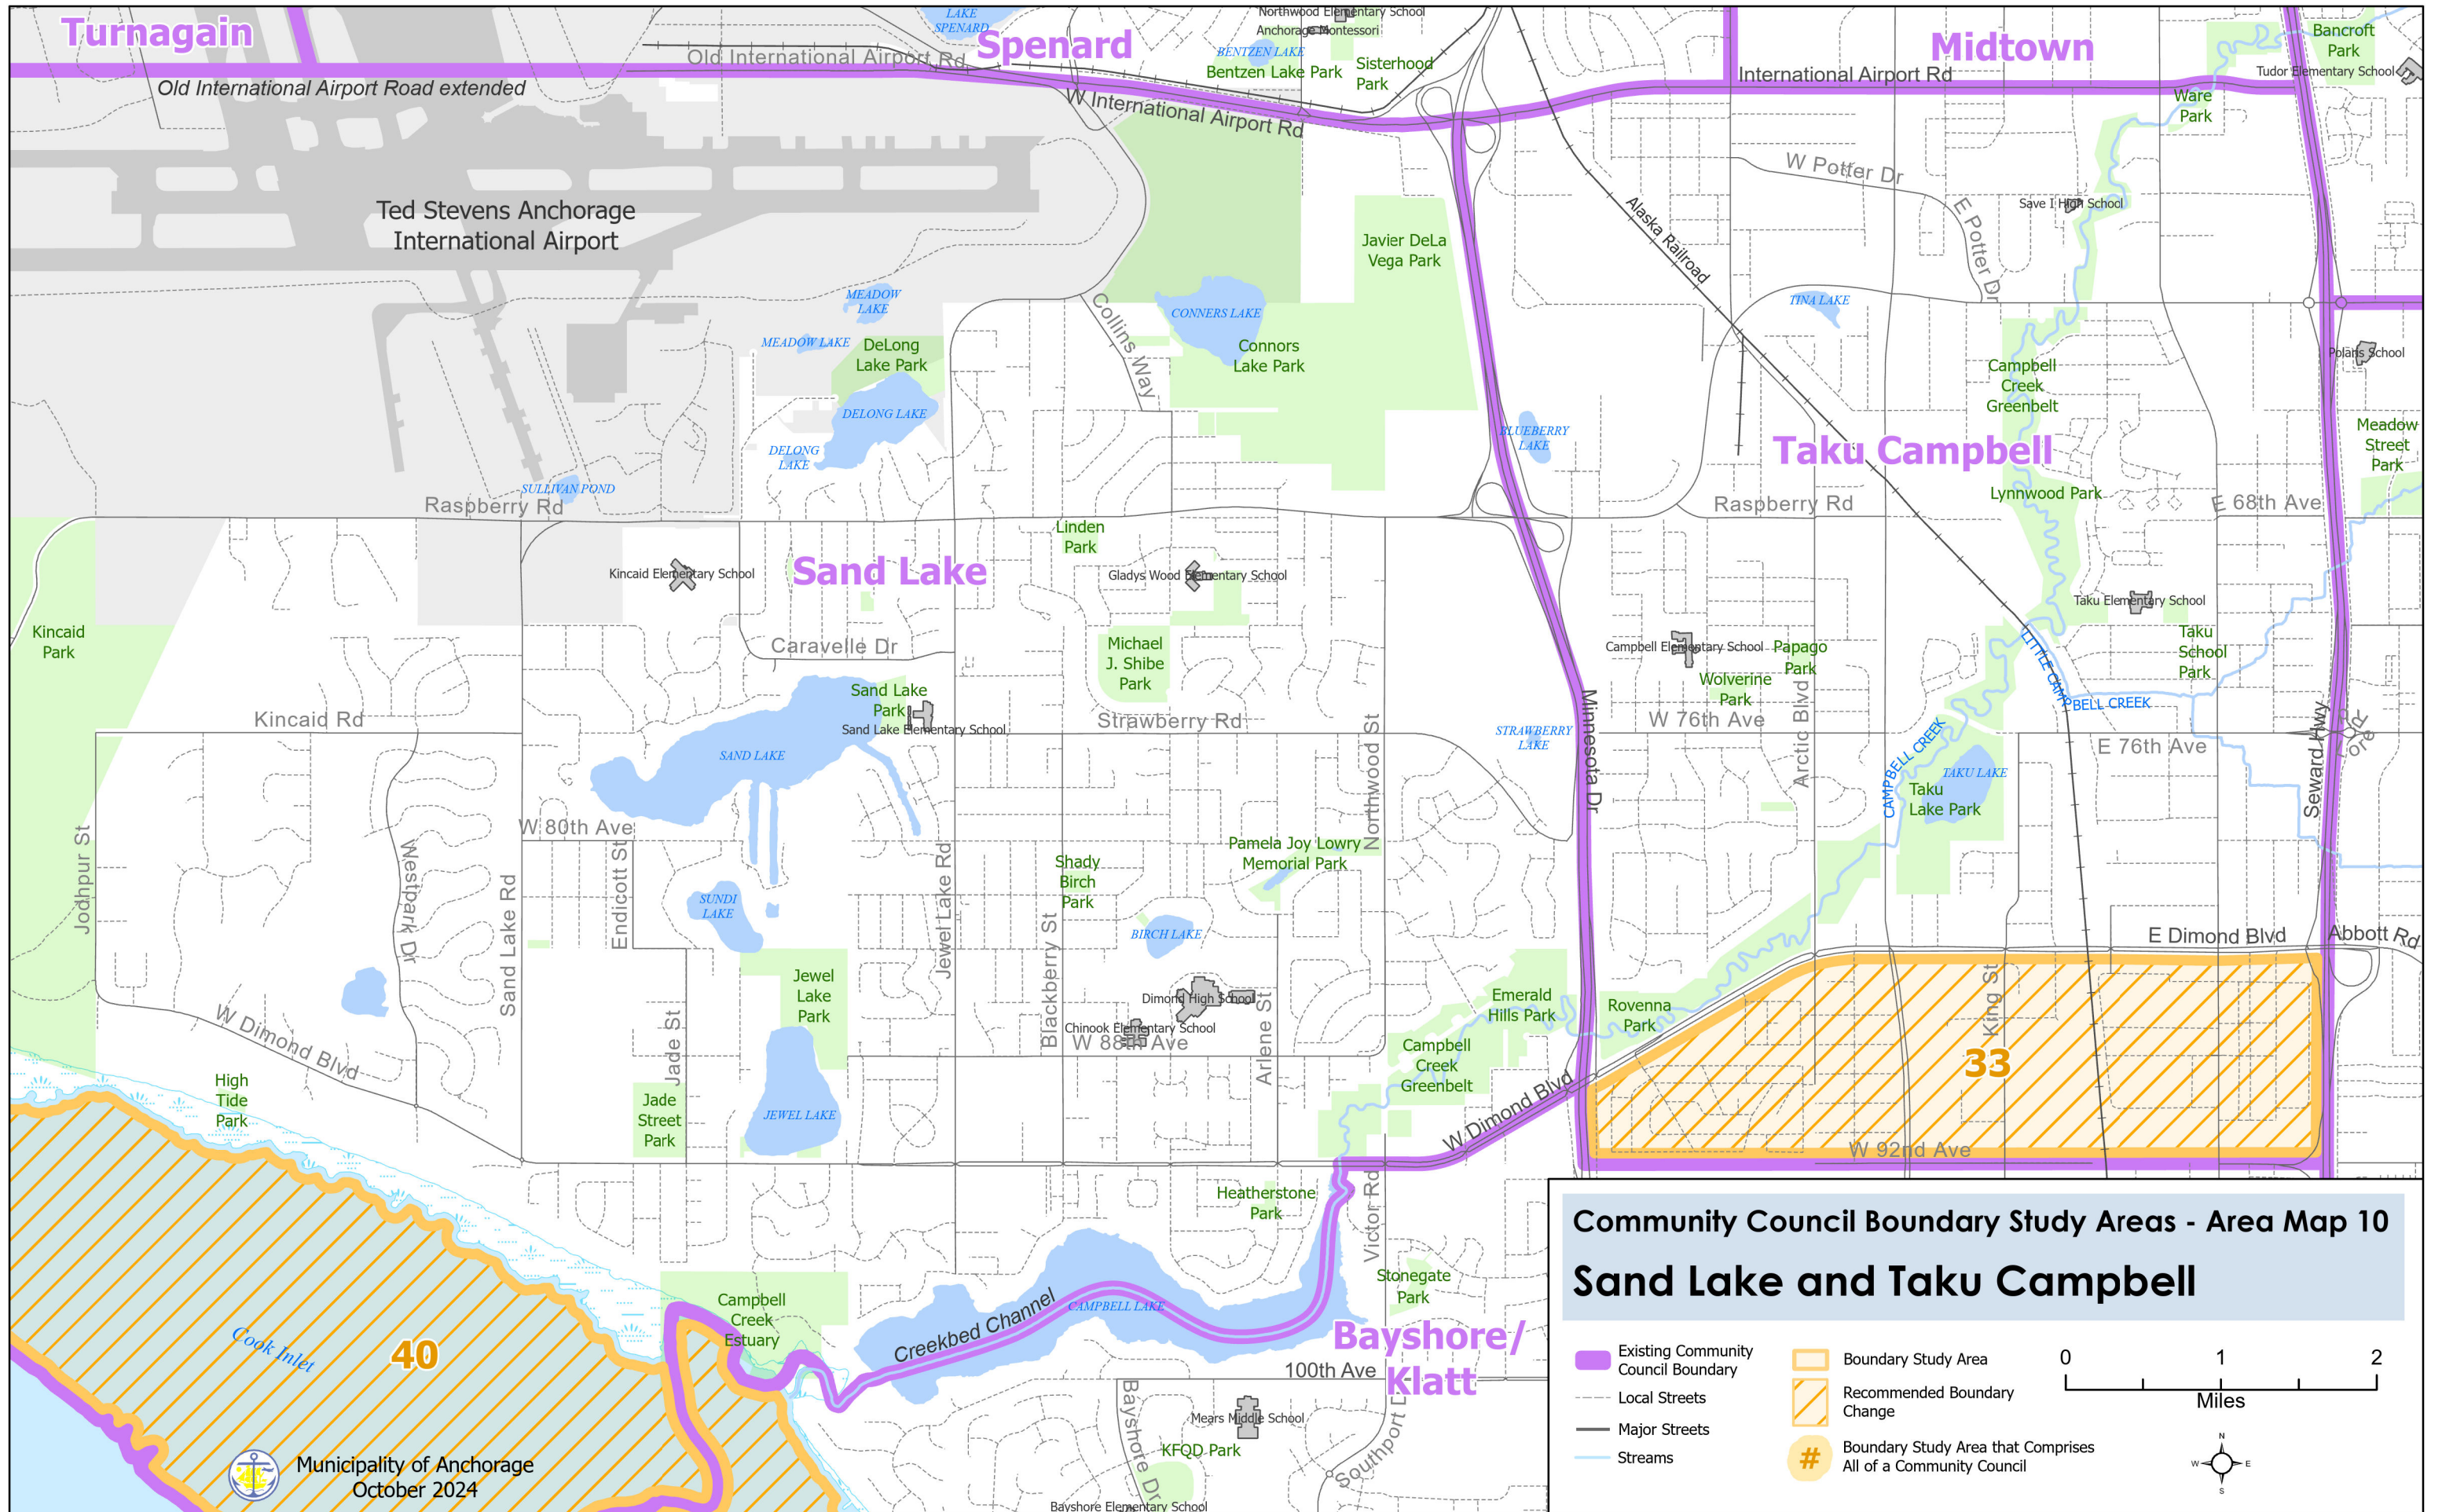 Turnagain
Spenard
Midtown
LAKE
SPENARD
Northwood Elementary School
Anchorage Montessori
BENTZEN LAKE
Bentzen Lake Park
Sisterhood
Park
Bancroft
Park
Tudor Elementary School
Old International Airport Rd
Old International Airport Road extended
W International Airport Rd
International Airport Rd
Ware
Park
W Potter Dr
E Potter Dr
Save I High School
Ted Stevens Anchorage
International Airport
Javier DeLa
Vega Park
Alaska Railroad
MEADOW
LAKE
MEADOW LAKE
DeLong
Lake Park
DELONG LAKE
DELONG
LAKE
Collins Way
CONNERS LAKE
Connors
Lake Park
TINA LAKE
Campbell
Creek
Greenbelt
Polaris School
BLUEBERRY
LAKE
Taku Campbell
Meadow
Street
Park
SULLIVAN POND
Raspberry Rd
Raspberry Rd
Lynnwood Park
E 68th Ave
Linden
Park
Sand Lake
Kincaid Elementary School
Gladys Wood Elementary School
Taku Elementary School
Kincaid
Park
Caravelle Dr
Michael
J. Shibe
Park
Campbell Elementary School
Papago
Park
Wolverine
Park
Taku
School
Park
LITTLE CAMPBELL CREEK
Sand Lake
Park
Sand Lake Elementary School
Kincaid Rd
Strawberry Rd
Northwood St
STRAWBERRY
LAKE
Minnesota Dr
W 76th Ave
Arctic Blvd
CAMPBELL CREEK
E 76th Ave
Seward Hwy
SAND LAKE
TAKU LAKE
Taku
Lake Park
W 80th Ave
Jodhpur St
Westpark Dr
Sand Lake Rd
Endicott St
SUNDI
LAKE
Jewel Lake Rd
Shady
Birch
Park
Pamela Joy Lowry
Memorial Park
Blackberry St
BIRCH LAKE
E Dimond Blvd
Abbott Rd
Jewel
Lake
Park
Dimond High School
Chinook Elementary School
W 88th Ave
Arlene St
Emerald
Hills Park
Rovenna
Park
King St
33
W Dimond Blvd
Jade St
Campbell
Creek
Greenbelt
High
Tide
Park
Jade
Street
Park
JEWEL LAKE
W Dimond Blvd
W 92nd Ave
Heatherstone
Park
Victor Rd
Stonegate
Park
Campbell
Creek
Estuary
Creekbed Channel
CAMPBELL LAKE
Bayshore/
Klatt
100th Ave
Cook Inlet
40
Bayshore Dr
Mears Middle School
KFQD Park
Southport D
Bayshore Elementary School
Municipality of Anchorage
October 2024
Community Council Boundary Study Areas - Area Map 10
Sand Lake and Taku Campbell
Existing Community
Council Boundary
Local Streets
Major Streets
Streams
Boundary Study Area
Recommended Boundary
Change
#
Boundary Study Area that Comprises
All of a Community Council
0 1 2
Miles
N
W E
S